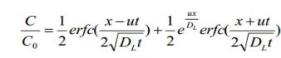 C/C₀ = 1/2 erfc((x − ut)/(2√(D_L t))) + 1/2 e^(ux/D_L) erfc((x + ut)/(2√(D_L t)))